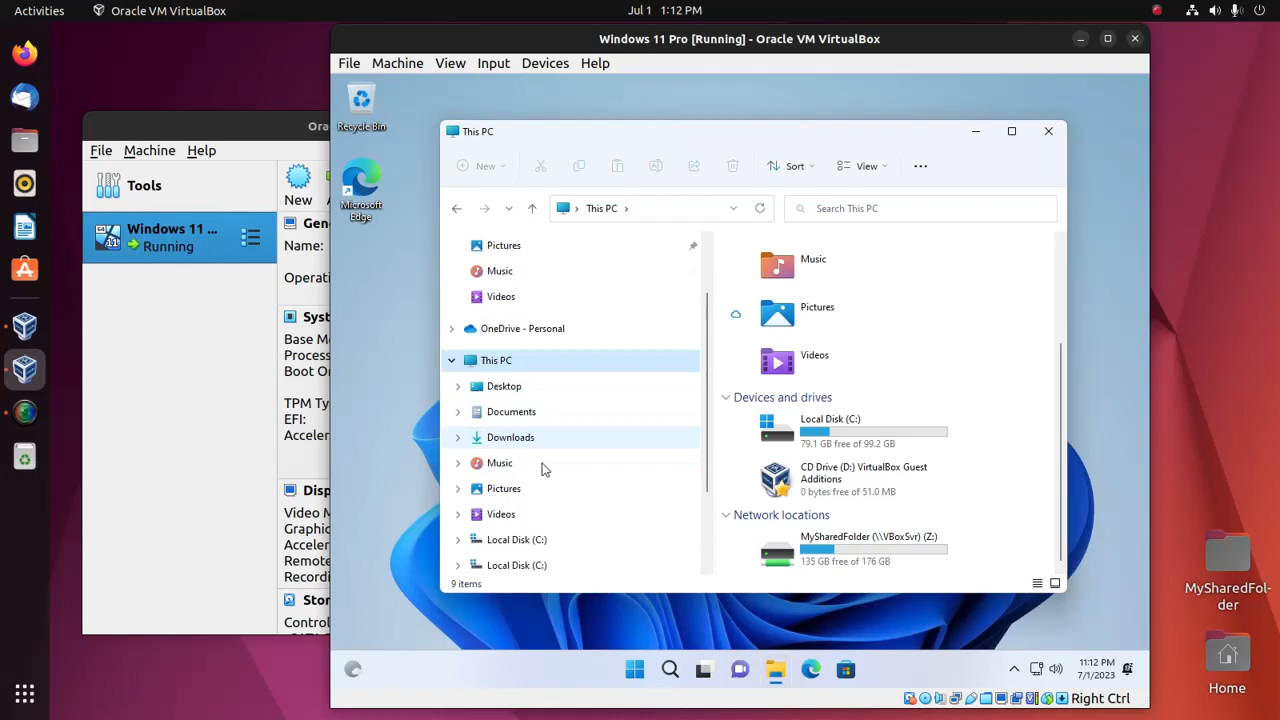 Activities
Oracle VM VirtualBox
Jul 1 1:12 PM
Windows 11 Pro [Running] - Oracle VM VirtualBox
File Machine View Input Devices Help
Recycle Bin
Microsoft
Edge
Ora
File Machine Help
Tools
New
Windows 11 ...
Running
Gen
Name:
Operati
Syst
Base Me
Process
Boot Or
TPM Typ
EFI:
Acceler
Disp
Video M
Graphic
Acceler
Remote
Recordi
Stor
Control
This PC
New
Sort
View
This PC
Search This PC
Pictures
Music
Videos
OneDrive - Personal
This PC
Desktop
Documents
Downloads
Music
Pictures
Videos
Local Disk (C:)
Local Disk (C:)
Music
Pictures
Videos
Devices and drives
Local Disk (C:)
79.1 GB free of 99.2 GB
CD Drive (D:) VirtualBox Guest
Additions
0 bytes free of 51.0 MB
Network locations
MySharedFolder (\\VBoxSvr) (Z:)
135 GB free of 176 GB
9 items
11:12 PM
7/1/2023
Right Ctrl
MySharedFol-
der
Home